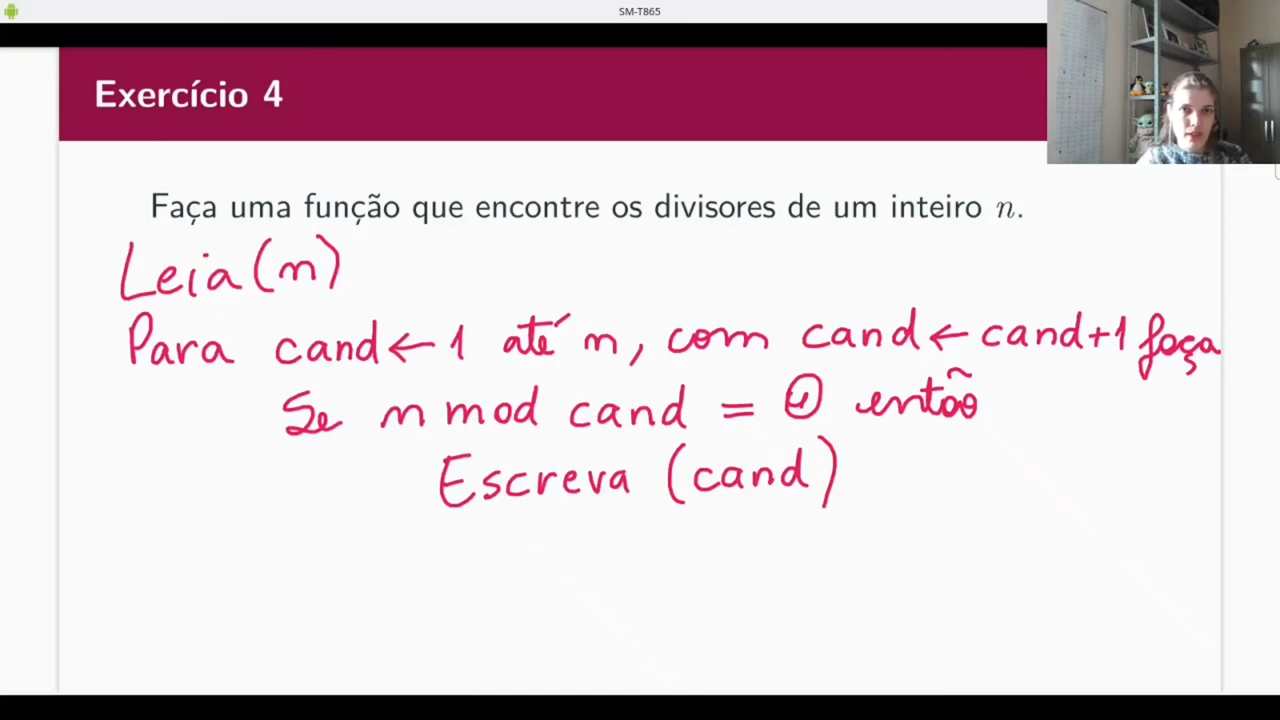 SM-T865
Exercício 4
Faça uma função que encontre os divisores de um inteiro n.
Leia(n)
Para cand ← 1 até n, com cand ← cand+1 faça
Se n mod cand = 0 então
Escreva (cand)